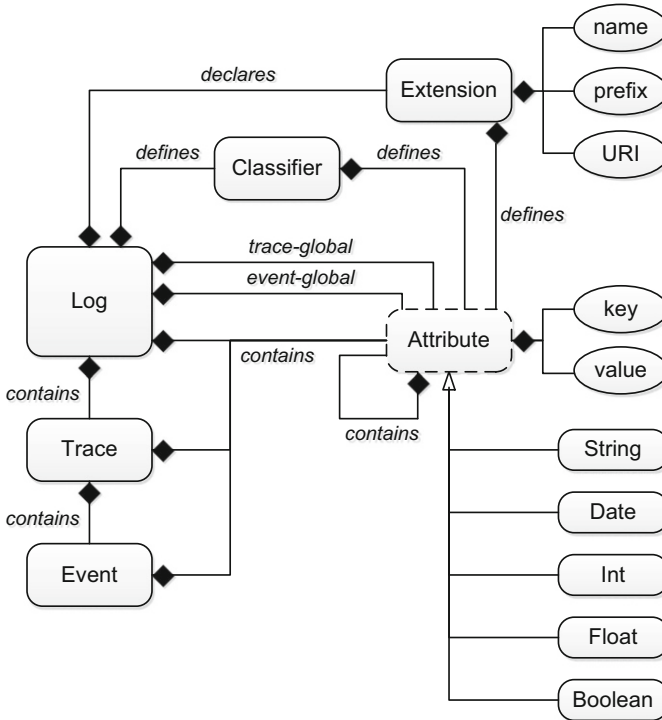 name
declares
Extension
prefix
defines
Classifier
defines
URI
defines
trace-global
event-global
Log
key
Attribute
contains
value
contains
contains
Trace
String
Date
contains
Event
Int
Float
Boolean